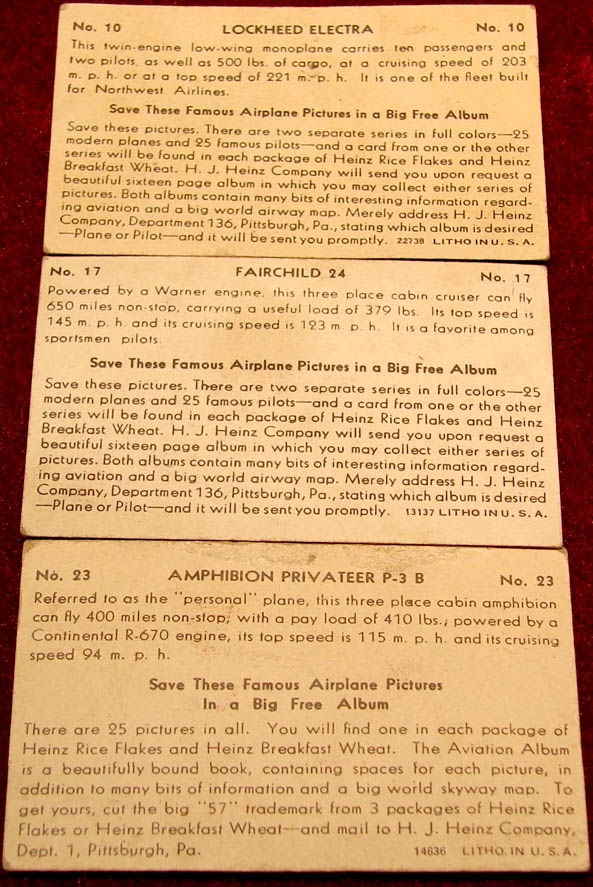 No. 10 LOCKHEED ELECTRA No. 10
This twin-engine low-wing monoplane carries ten passengers and
two pilots, as well as 500 lbs. of cargo, at a cruising speed of 203
m. p. h. or at a top speed of 221 m. p. h. It is one of the fleet built
for Northwest Airlines.
Save These Famous Airplane Pictures in a Big Free Album
Save these pictures. There are two separate series in full colors—25
modern planes and 25 famous pilots—and a card from one or the other
series will be found in each package of Heinz Rice Flakes and Heinz
Breakfast Wheat. H. J. Heinz Company will send you upon request a
beautiful sixteen page album in which you may collect either series of
pictures. Both albums contain many bits of interesting information regard-
ing aviation and a big world airway map. Merely address H. J. Heinz
Company, Department 136, Pittsburgh, Pa., stating which album is desired
—Plane or Pilot—and it will be sent you promptly. 22738 LITHO IN U. S. A.
No. 17 FAIRCHILD 24 No. 17
Powered by a Warner engine, this three place cabin cruiser can fly
650 miles non-stop, carrying a useful load of 379 lbs. Its top speed is
145 m. p. h. and its cruising speed is 123 m. p. h. It is a favorite among
sportsmen pilots.
Save These Famous Airplane Pictures in a Big Free Album
Save these pictures. There are two separate series in full colors—25
modern planes and 25 famous pilots—and a card from one or the other
series will be found in each package of Heinz Rice Flakes and Heinz
Breakfast Wheat. H. J. Heinz Company will send you upon request a
beautiful sixteen page album in which you may collect either series of
pictures. Both albums contain many bits of interesting information regard-
ing aviation and a big world airway map. Merely address H. J. Heinz
Company, Department 136, Pittsburgh, Pa., stating which album is desired
—Plane or Pilot—and it will be sent you promptly. 13137 LITHO IN U. S. A.
No. 23 AMPHIBION PRIVATEER P-3 B No. 23
Referred to as the "personal" plane, this three place cabin amphibion
can fly 400 miles non-stop; with a pay load of 410 lbs.; powered by a
Continental R-670 engine, its top speed is 115 m. p. h. and its cruising
speed 94 m. p. h.
Save These Famous Airplane Pictures
In a Big Free Album
There are 25 pictures in all. You will find one in each package of
Heinz Rice Flakes and Heinz Breakfast Wheat. The Aviation Album
is a beautifully bound book, containing spaces for each picture, in
addition to many bits of information and a big world skyway map. To
get yours, cut the big "57" trademark from 3 packages of Heinz Rice
Flakes or Heinz Breakfast Wheat—and mail to H. J. Heinz Company,
Dept. 1, Pittsburgh, Pa. 14636 LITHO. IN U. S. A.